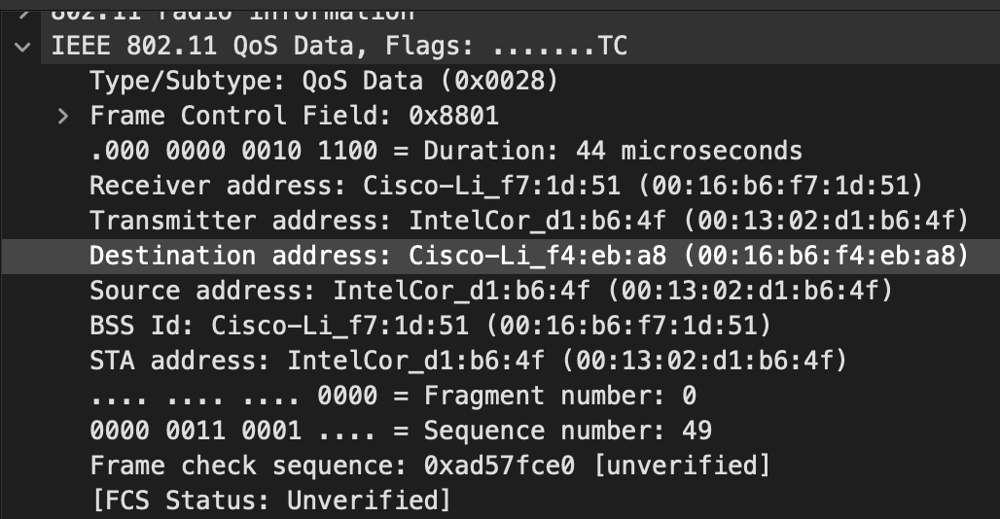 802.11 radio information
IEEE 802.11 QoS Data, Flags: .......TC
Type/Subtype: QoS Data (0x0028)
Frame Control Field: 0x8801
.000 0000 0010 1100 = Duration: 44 microseconds
Receiver address: Cisco-Li_f7:1d:51 (00:16:b6:f7:1d:51)
Transmitter address: IntelCor_d1:b6:4f (00:13:02:d1:b6:4f)
Destination address: Cisco-Li_f4:eb:a8 (00:16:b6:f4:eb:a8)
Source address: IntelCor_d1:b6:4f (00:13:02:d1:b6:4f)
BSS Id: Cisco-Li_f7:1d:51 (00:16:b6:f7:1d:51)
STA address: IntelCor_d1:b6:4f (00:13:02:d1:b6:4f)
.... .... .... 0000 = Fragment number: 0
0000 0011 0001 .... = Sequence number: 49
Frame check sequence: 0xad57fce0 [unverified]
[FCS Status: Unverified]